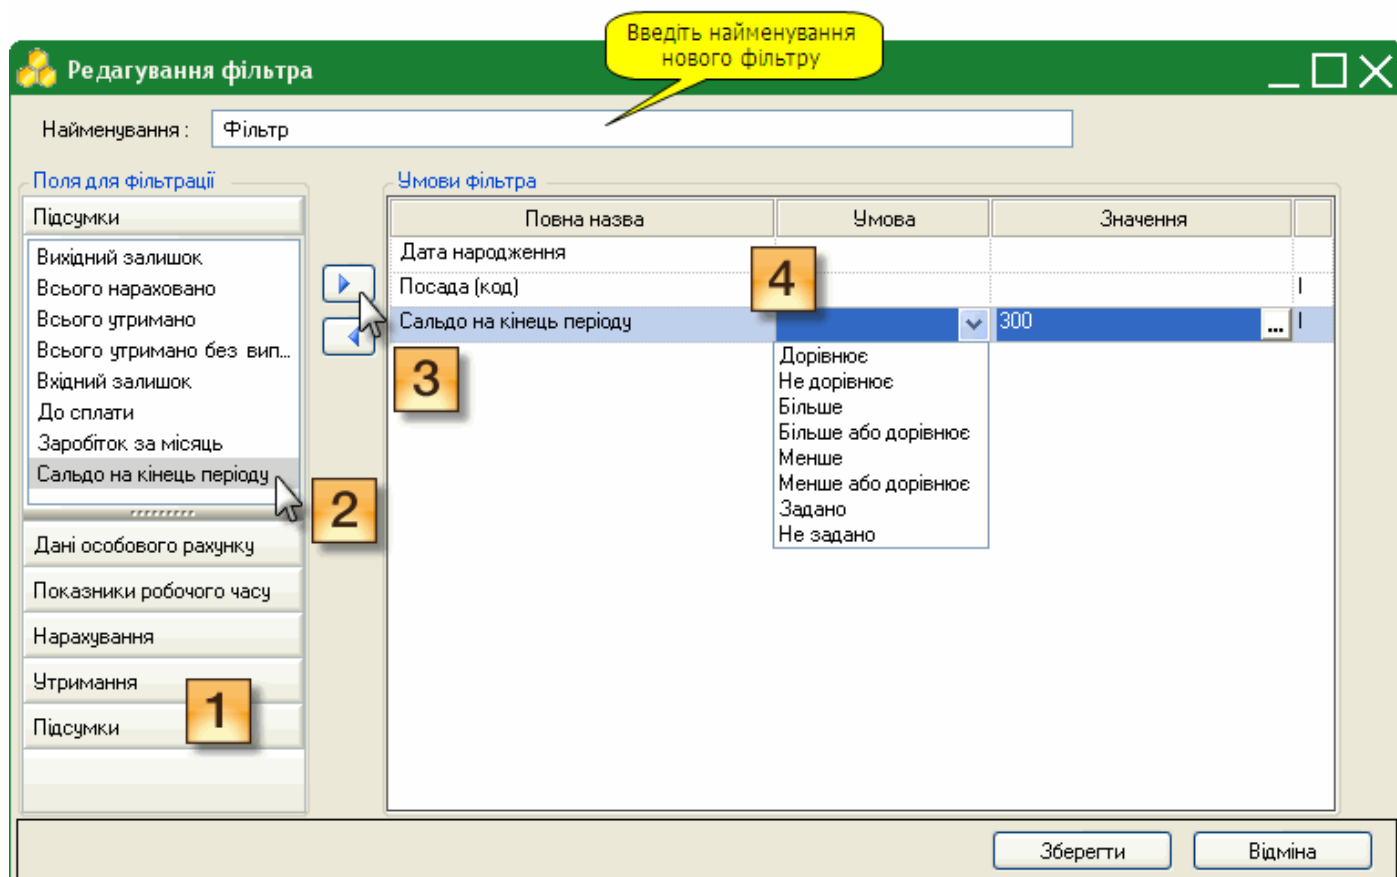 Введіть найменування
нового фільтру
Редагування фільтра
Найменування :
Фільтр
Поля для фільтрації
Підсумки
Вихідний залишок
Всього нараховано
Всього утримано
Всього утримано без вип...
Вхідний залишок
До сплати
Заробіток за місяць
Сальдо на кінець періоду
Дані особового рахунку
Показники робочого часу
Нарахування
Утримання
Підсумки
1
2
3
4
Умови фільтра
Повна назва Умова Значення
Дата народження
Посада (код) І
Сальдо на кінець періоду 300 ... І
Дорівнює
Не дорівнює
Більше
Більше або дорівнює
Менше
Менше або дорівнює
Задано
Не задано
Зберегти
Відміна